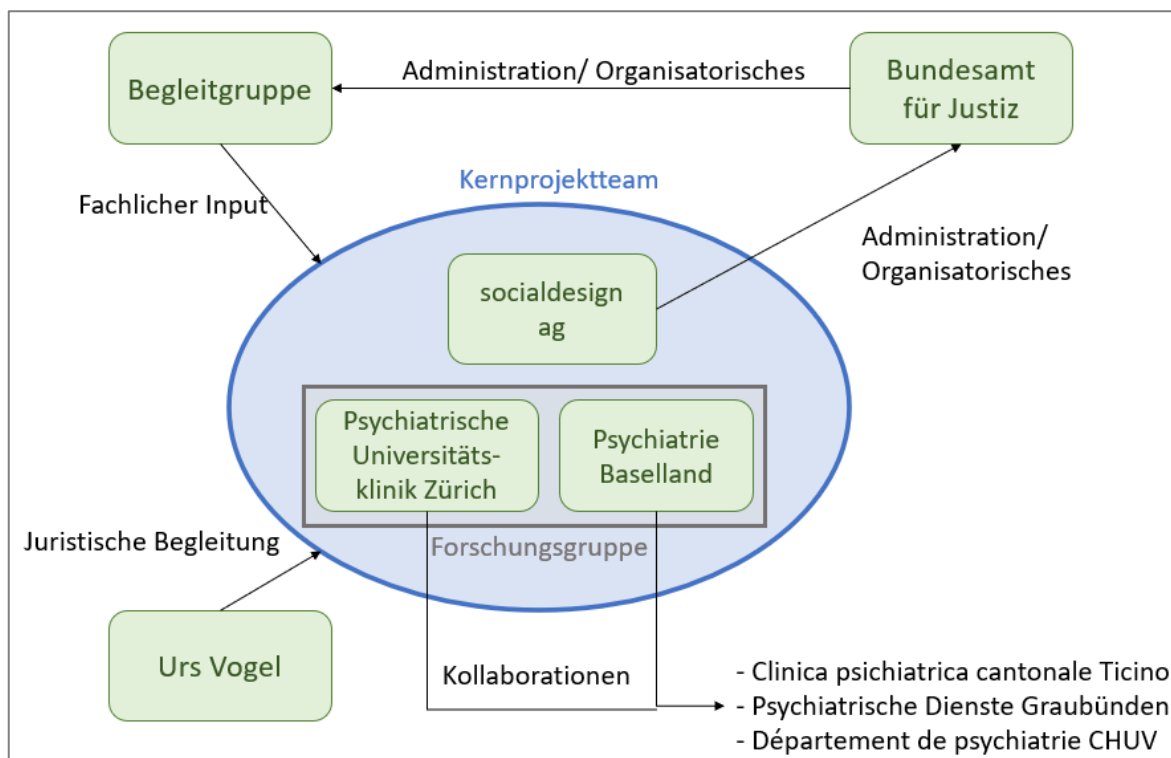 Begleitgruppe
Administration/ Organisatorisches
Bundesamt
für Justiz
Fachlicher Input
Kernprojektteam
socialdesign
ag
Administration/
Organisatorisches
Psychiatrische
Universitäts-
klinik Zürich
Psychiatrie
Baselland
Forschungsgruppe
Juristische Begleitung
Urs Vogel
Kollaborationen
- Clinica psichiatrica cantonale Ticino
- Psychiatrische Dienste Graubünden
- Département de psychiatrie CHUV